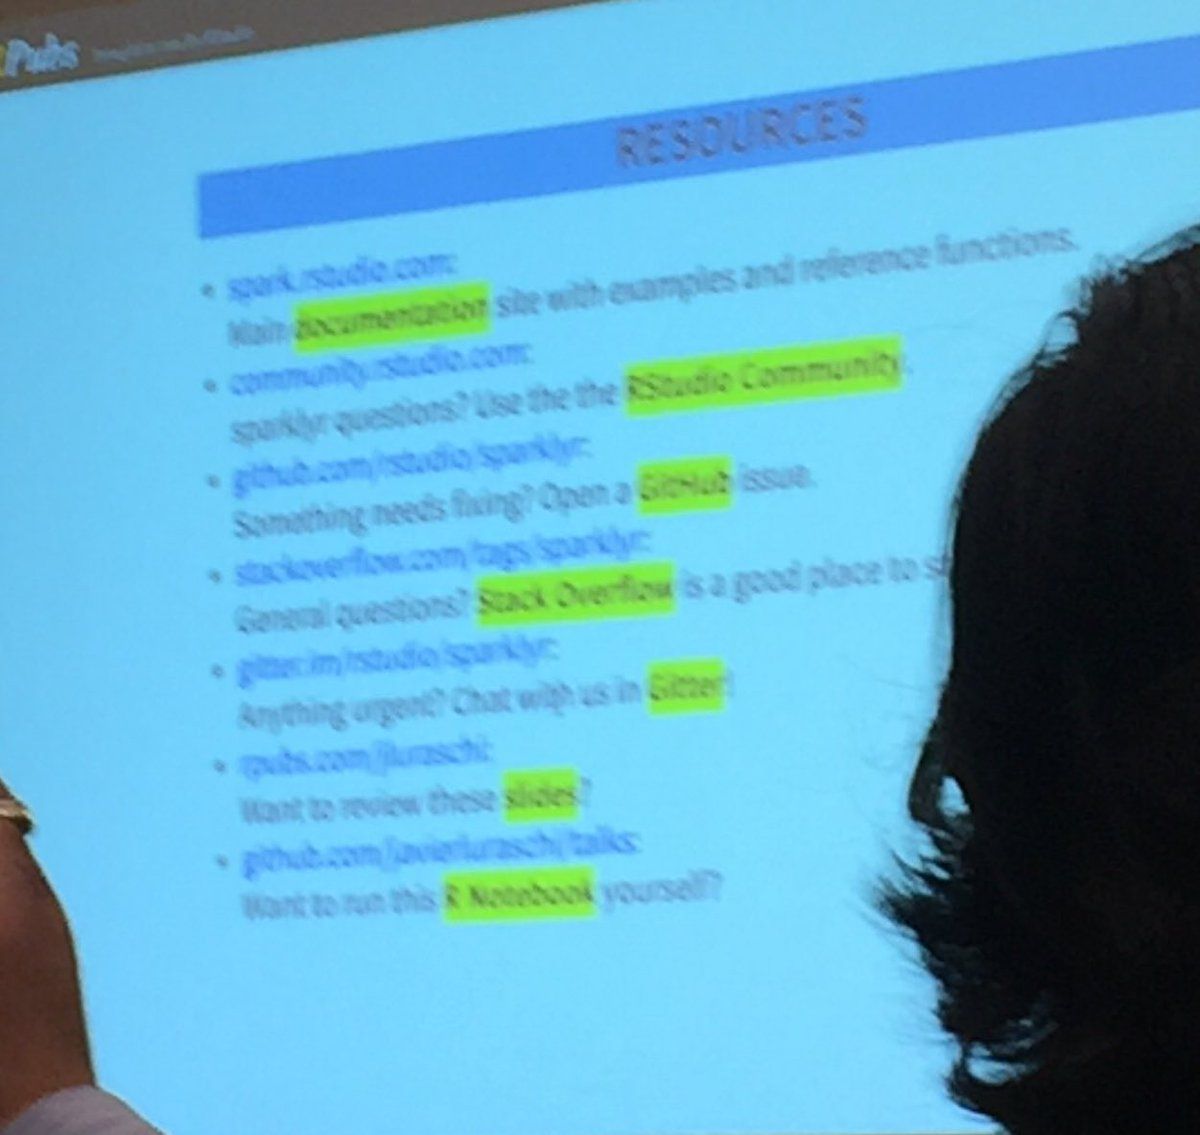 RPubs
RESOURCES
spark.rstudio.com:
Main documentation site with examples and reference functions.
community.rstudio.com:
sparklyr questions? Use the the RStudio Community.
github.com/rstudio/sparklyr:
Something needs fixing? Open a GitHub issue.
stackoverflow.com/tags/sparklyr:
General questions? Stack Overflow is a good place to s
gitter.im/rstudio/sparklyr:
Anything urgent? Chat with us in Gitter!
rpubs.com/jluraschi:
Want to review these slides?
github.com/javierluraschi/talks:
Want to run this R Notebook yourself?